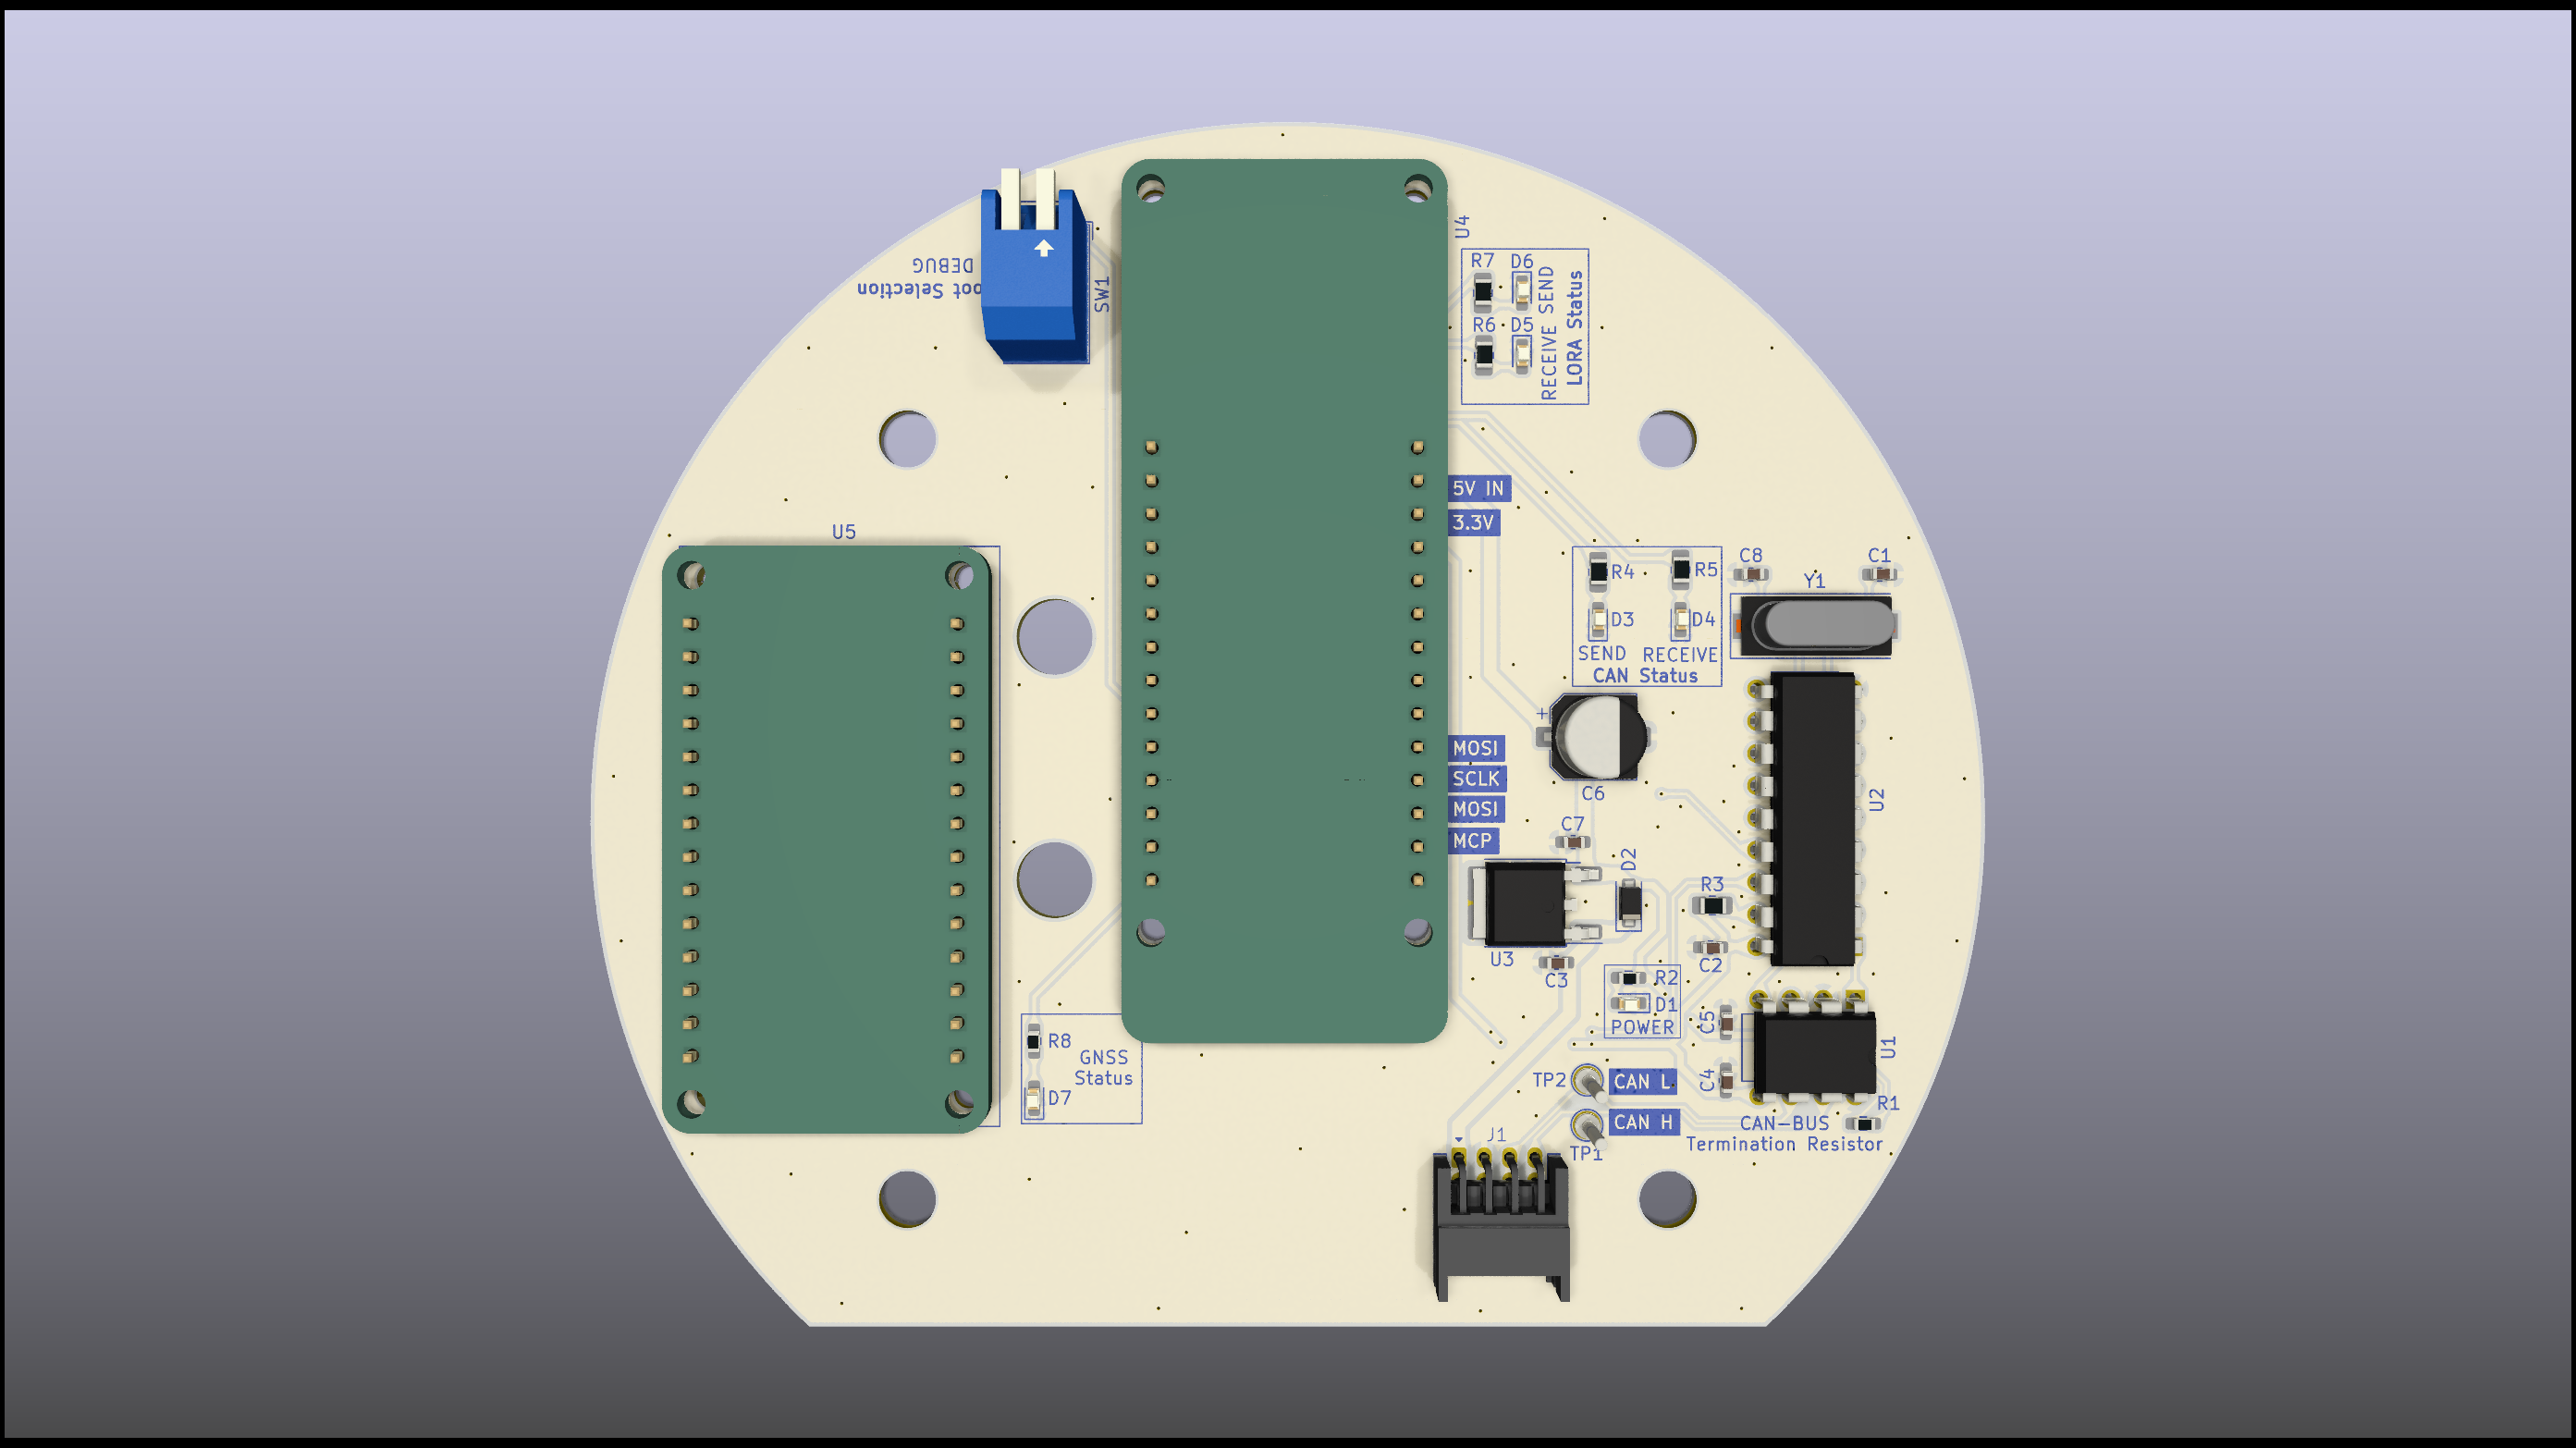 U4
R7 D6
R6 D5
RECEIVE SEND
LORA Status
DEBUG
oot Selection
SW1
5V IN
3.3V
U5
R4
R5
D3
D4
SEND RECEIVE
CAN Status
C8
C1
Y1
+
C6
MOSI
SCLK
MOSI
MCP
C7
D2
U2
R3
C2
U3
C3
R2
D1
POWER
C5
U1
C4
R8
GNSS
Status
D7
TP2 CAN L
CAN H
TP1
R1
CAN-BUS
Termination Resistor
J1